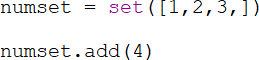 numset = set([1,2,3,])
numset.add(4)